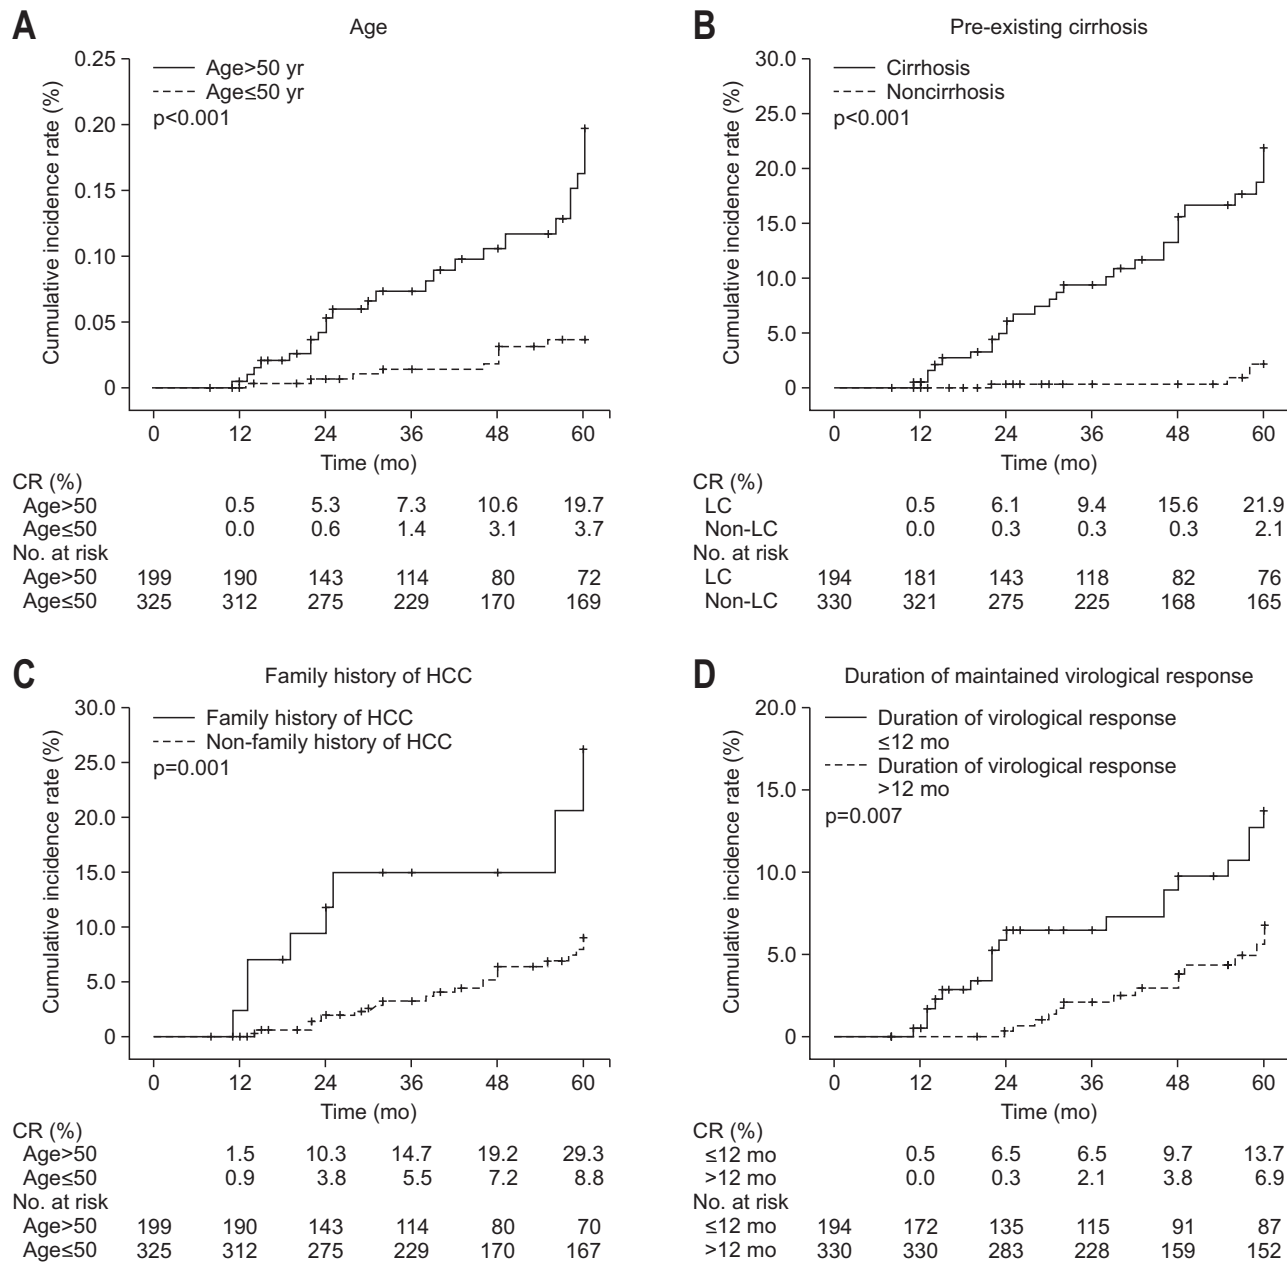 A
Age
Cumulative incidence rate (%)
0.25
0.20
0.15
0.10
0.05
0
Age>50 yr
Age≤50 yr
p<0.001
0 12 24 36 48 60
Time (mo)
CR (%)
Age>50 0.5 5.3 7.3 10.6 19.7
Age≤50 0.0 0.6 1.4 3.1 3.7
No. at risk
Age>50 199 190 143 114 80 72
Age≤50 325 312 275 229 170 169
B
Pre-existing cirrhosis
Cumulative incidence rate (%)
30.0
25.0
20.0
15.0
10.0
5.0
0
Cirrhosis
Noncirrhosis
p<0.001
0 12 24 36 48 60
Time (mo)
CR (%)
LC 0.5 6.1 9.4 15.6 21.9
Non-LC 0.0 0.3 0.3 0.3 2.1
No. at risk
LC 194 181 143 118 82 76
Non-LC 330 321 275 225 168 165
C
Family history of HCC
Cumulative incidence rate (%)
30.0
25.0
20.0
15.0
10.0
5.0
0
Family history of HCC
Non-family history of HCC
p=0.001
0 12 24 36 48 60
Time (mo)
CR (%)
Age>50 1.5 10.3 14.7 19.2 29.3
Age≤50 0.9 3.8 5.5 7.2 8.8
No. at risk
Age>50 199 190 143 114 80 70
Age≤50 325 312 275 229 170 167
D
Duration of maintained virological response
Cumulative incidence rate (%)
20.0
15.0
10.0
5.0
0
Duration of virological response
≤12 mo
Duration of virological response
>12 mo
p=0.007
0 12 24 36 48 60
Time (mo)
CR (%)
≤12 mo 0.5 6.5 6.5 9.7 13.7
>12 mo 0.0 0.3 2.1 3.8 6.9
No. at risk
≤12 mo 194 172 135 115 91 87
>12 mo 330 330 283 228 159 152